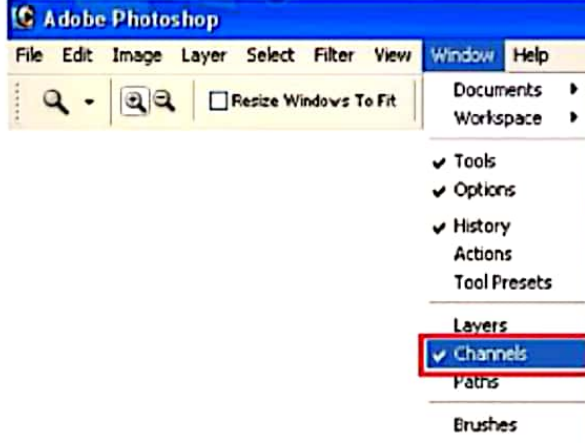 Adobe Photoshop
File Edit Image Layer Select Filter View Window Help
Resize Windows To Fit
Documents
Workspace
Tools
Options
History
Actions
Tool Presets
Layers
Channels
Paths
Brushes